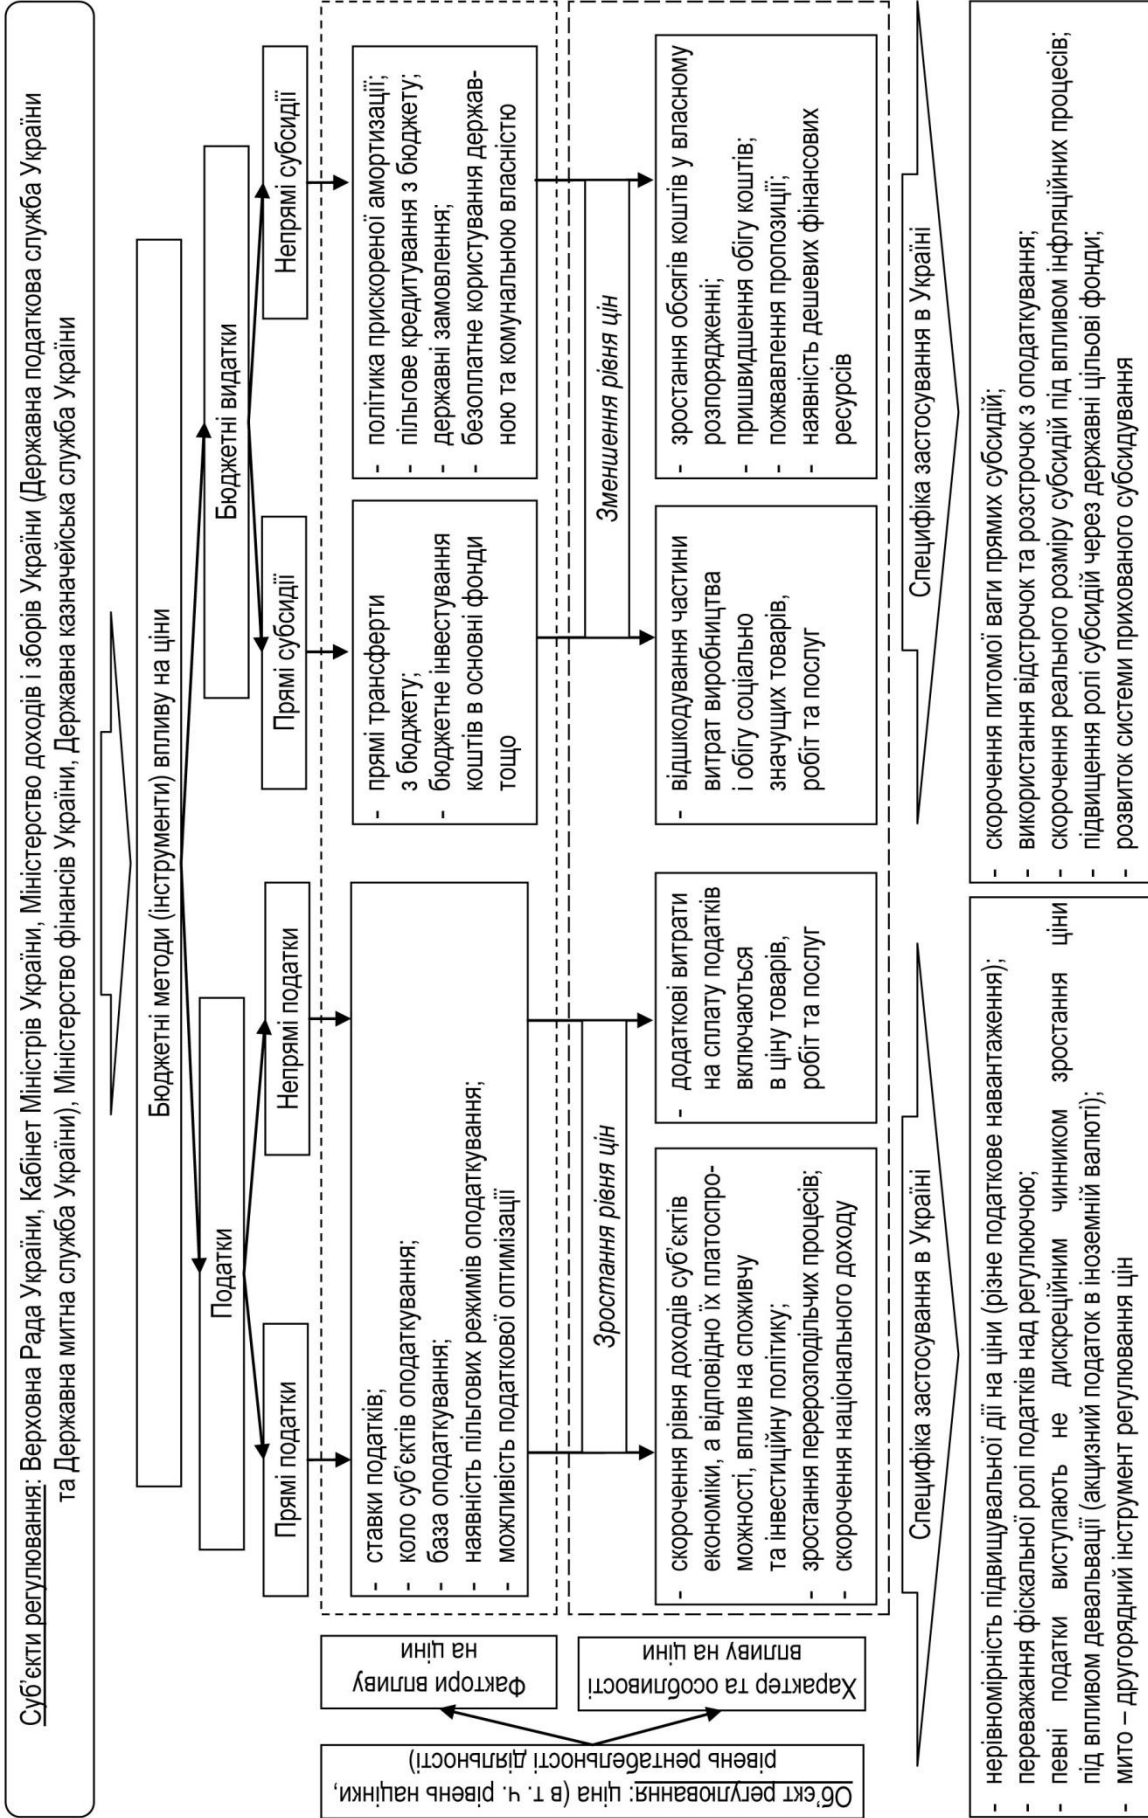 Суб’єкти регулювання: Верховна Рада України, Кабінет Міністрів України, Міністерство доходів і зборів України (Державна податкова служба України
та Державна митна служба України), Міністерство фінансів України, Державна казначейська служба України
Бюджетні методи (інструменти) впливу на ціни
Податки
Бюджетні видатки
Прямі податки
Непрямі податки
Прямі субсидії
Непрямі субсидії
Об’єкт регулювання: ціна (в т. ч. рівень націнки,
рівень рентабельності діяльності)
Фактори впливу
на ціни
- ставки податків;
- коло суб’єктів оподаткування;
- база оподаткування;
- наявність пільгових режимів оподаткування;
- можливість податкової оптимізації
- прямі трансферти
з бюджету;
- бюджетне інвестування
коштів в основні фонди
тощо
- політика прискореної амортизації;
- пільгове кредитування з бюджету;
- державні замовлення;
- безоплатне користування держав-
ною та комунальною власністю
Зростання рівня цін
Зменшення рівня цін
Характер та особливості
впливу на ціни
- скорочення рівня доходів суб’єктів
економіки, а відповідно їх платоспро-
можності, вплив на споживчу
та інвестиційну політику;
- зростання перерозподільчих процесів;
- скорочення національного доходу
- додаткові витрати
на сплату податків
включаються
в ціну товарів,
робіт та послуг
- відшкодування частини
витрат виробництва
і обігу соціально
значущих товарів,
робіт та послуг
- зростання обсягів коштів у власному
розпорядженні;
- пришвидшення обігу коштів;
- пожвавлення пропозиції;
- наявність дешевих фінансових
ресурсів
Специфіка застосування в Україні
Специфіка застосування в Україні
- нерівномірність підвищувальної дії на ціни (різне податкове навантаження);
- переважання фіскальної ролі податків над регулюючою;
- певні податки виступають не дискреційним чинником зростання ціни
під впливом девальвації (акцизний податок в іноземній валюті);
- мито – другорядний інструмент регулювання цін
- скорочення питомої ваги прямих субсидій;
- використання відстрочок та розстрочок з оподаткування;
- скорочення реального розміру субсидій під впливом інфляційних процесів;
- підвищення ролі субсидій через державні цільові фонди;
- розвиток системи прихованого субсидування